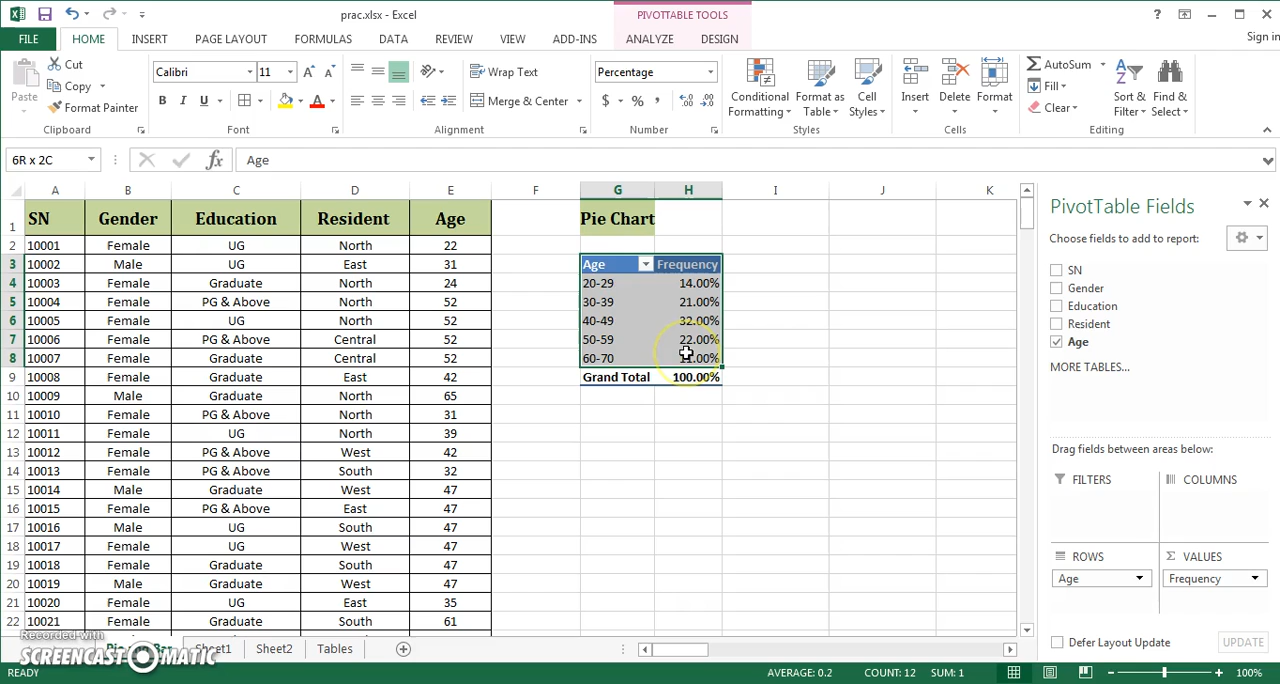 prac.xlsx - Excel
PIVOTTABLE TOOLS
?
FILE HOME INSERT PAGE LAYOUT FORMULAS DATA REVIEW VIEW ADD-INS ANALYZE DESIGN Sign in
Paste Cut Calibri 11 Wrap Text Percentage Conditional Formatting Format as Table Cell Styles Insert Delete Format AutoSum Sort & Filter Find & Select
Copy B I U Merge & Center $ % Fill
Format Painter Clear
Clipboard Font Alignment Number Styles Cells Editing
6R x 2C fx Age
A B C D E F G H I J K
1 SN Gender Education Resident Age Pie Chart
2 10001 Female UG North 22
3 10002 Male UG East 31 Age Frequency
4 10003 Female Graduate North 24 20-29 14.00%
5 10004 Female PG & Above North 52 30-39 21.00%
6 10005 Female UG North 52 40-49 32.00%
7 10006 Female PG & Above Central 52 50-59 22.00%
8 10007 Female Graduate Central 52 60-70 11.00%
9 10008 Female Graduate East 42 Grand Total 100.00%
10 10009 Male Graduate North 65
11 10010 Female PG & Above North 31
12 10011 Female UG North 39
13 10012 Female PG & Above West 42
14 10013 Female PG & Above South 32
15 10014 Male Graduate West 47
16 10015 Female PG & Above East 47
17 10016 Male UG South 47
18 10017 Female UG West 47
19 10018 Female Graduate South 47
20 10019 Male Graduate West 47
21 10020 Female UG East 35
22 10021 Female Graduate South 61
PivotTable Fields
Choose fields to add to report:
SN
Gender
Education
Resident
Age
MORE TABLES...
Drag fields between areas below:
FILTERS COLUMNS
ROWS Σ VALUES
Age Frequency
Defer Layout Update UPDATE
Sheet1 Sheet2 Tables
Recorded with
SCREENCAST-O-MATIC
READY AVERAGE: 0.2 COUNT: 12 SUM: 1 100%